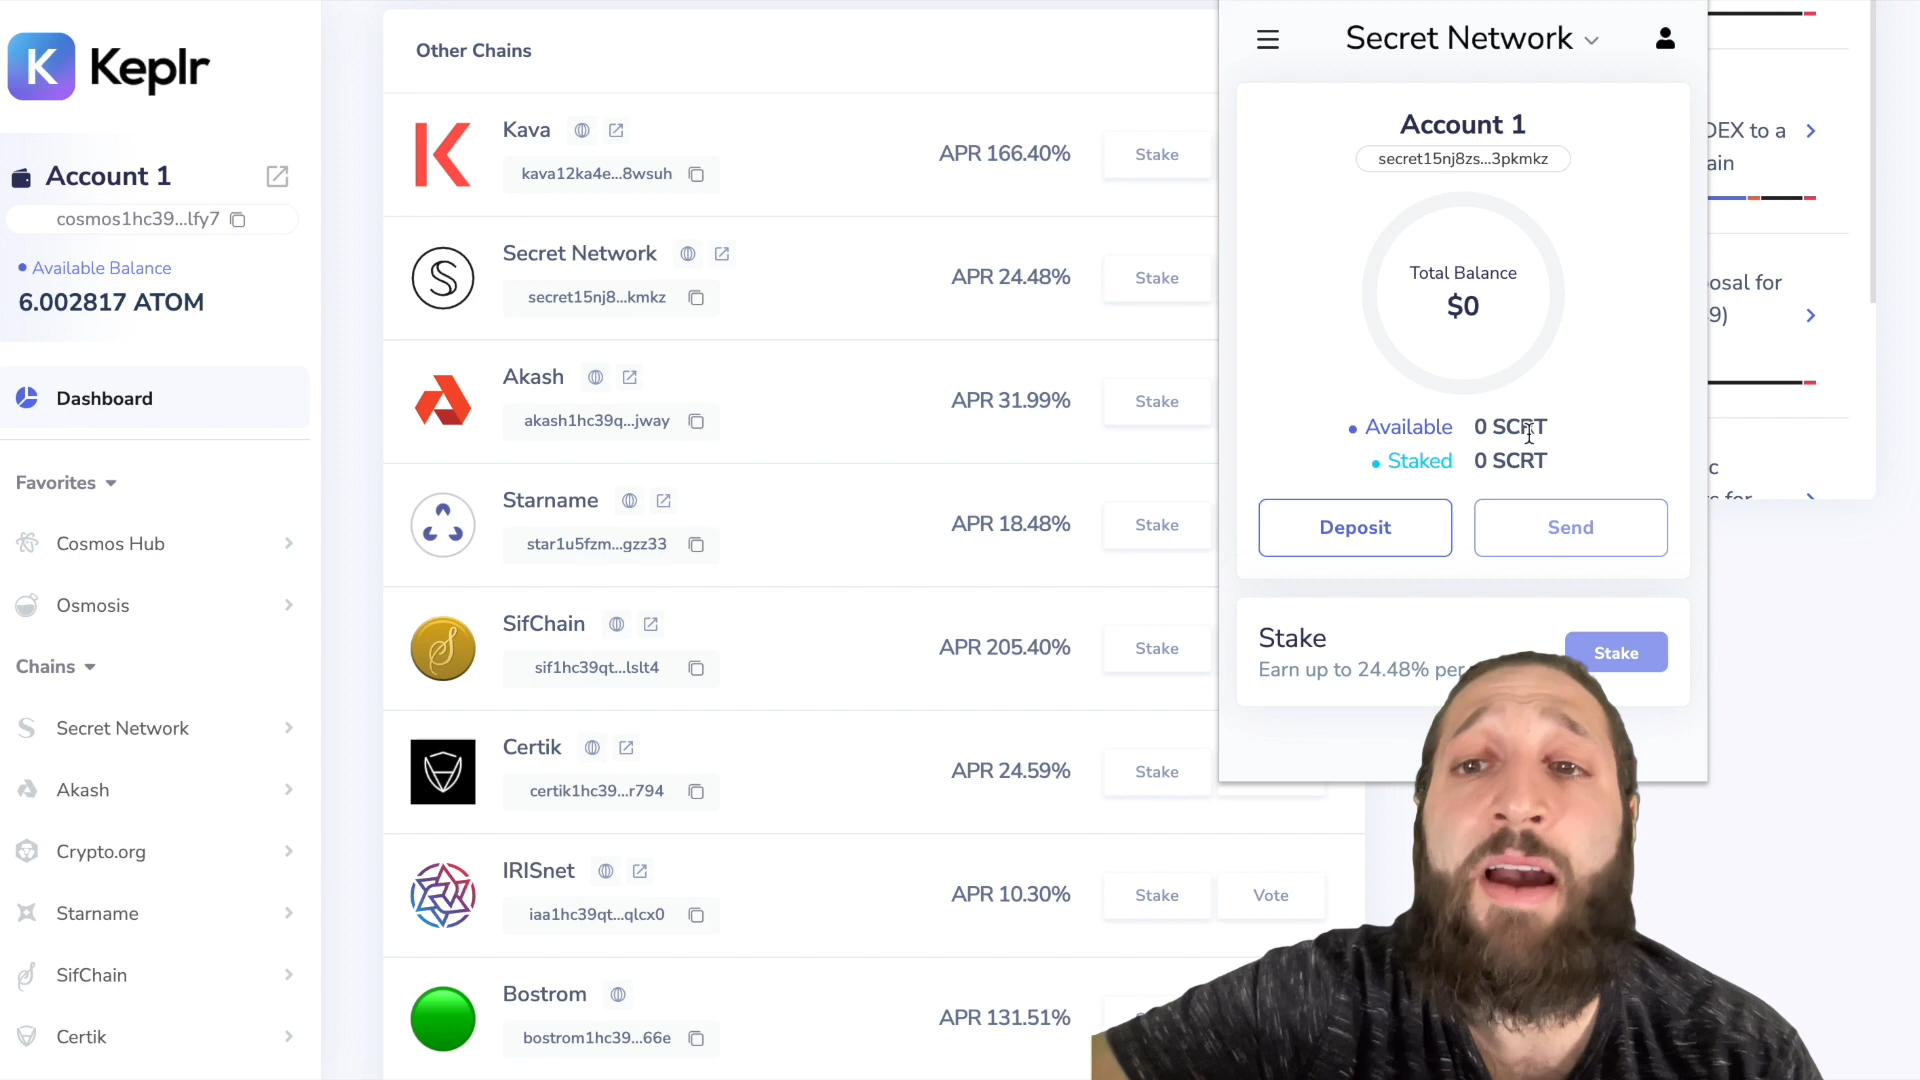 Keplr
Account 1
cosmos1hc39...lfy7
Available Balance
6.002817 ATOM
Dashboard
Favorites
Cosmos Hub
Osmosis
Chains
Secret Network
Akash
Crypto.org
Starname
SifChain
Certik
Other Chains
Kava
kava12ka4e...8wsuh
APR 166.40%
Stake
Secret Network
secret15nj8...kmkz
APR 24.48%
Stake
Akash
akash1hc39q...jway
APR 31.99%
Stake
Starname
star1u5fzm...gzz33
APR 18.48%
Stake
SifChain
sif1hc39qt...lslt4
APR 205.40%
Stake
Certik
certik1hc39...r794
APR 24.59%
Stake
IRISnet
iaa1hc39qt...qlcx0
APR 10.30%
Stake
Vote
Bostrom
bostrom1hc39...66e
APR 131.51%
Secret Network
Account 1
secret15nj8zs...3pkmkz
Total Balance
$0
Available 0 SCRT
Staked 0 SCRT
Deposit
Send
Stake
Earn up to 24.48% per
Stake
DEX to a
ain
osal for
9)
c